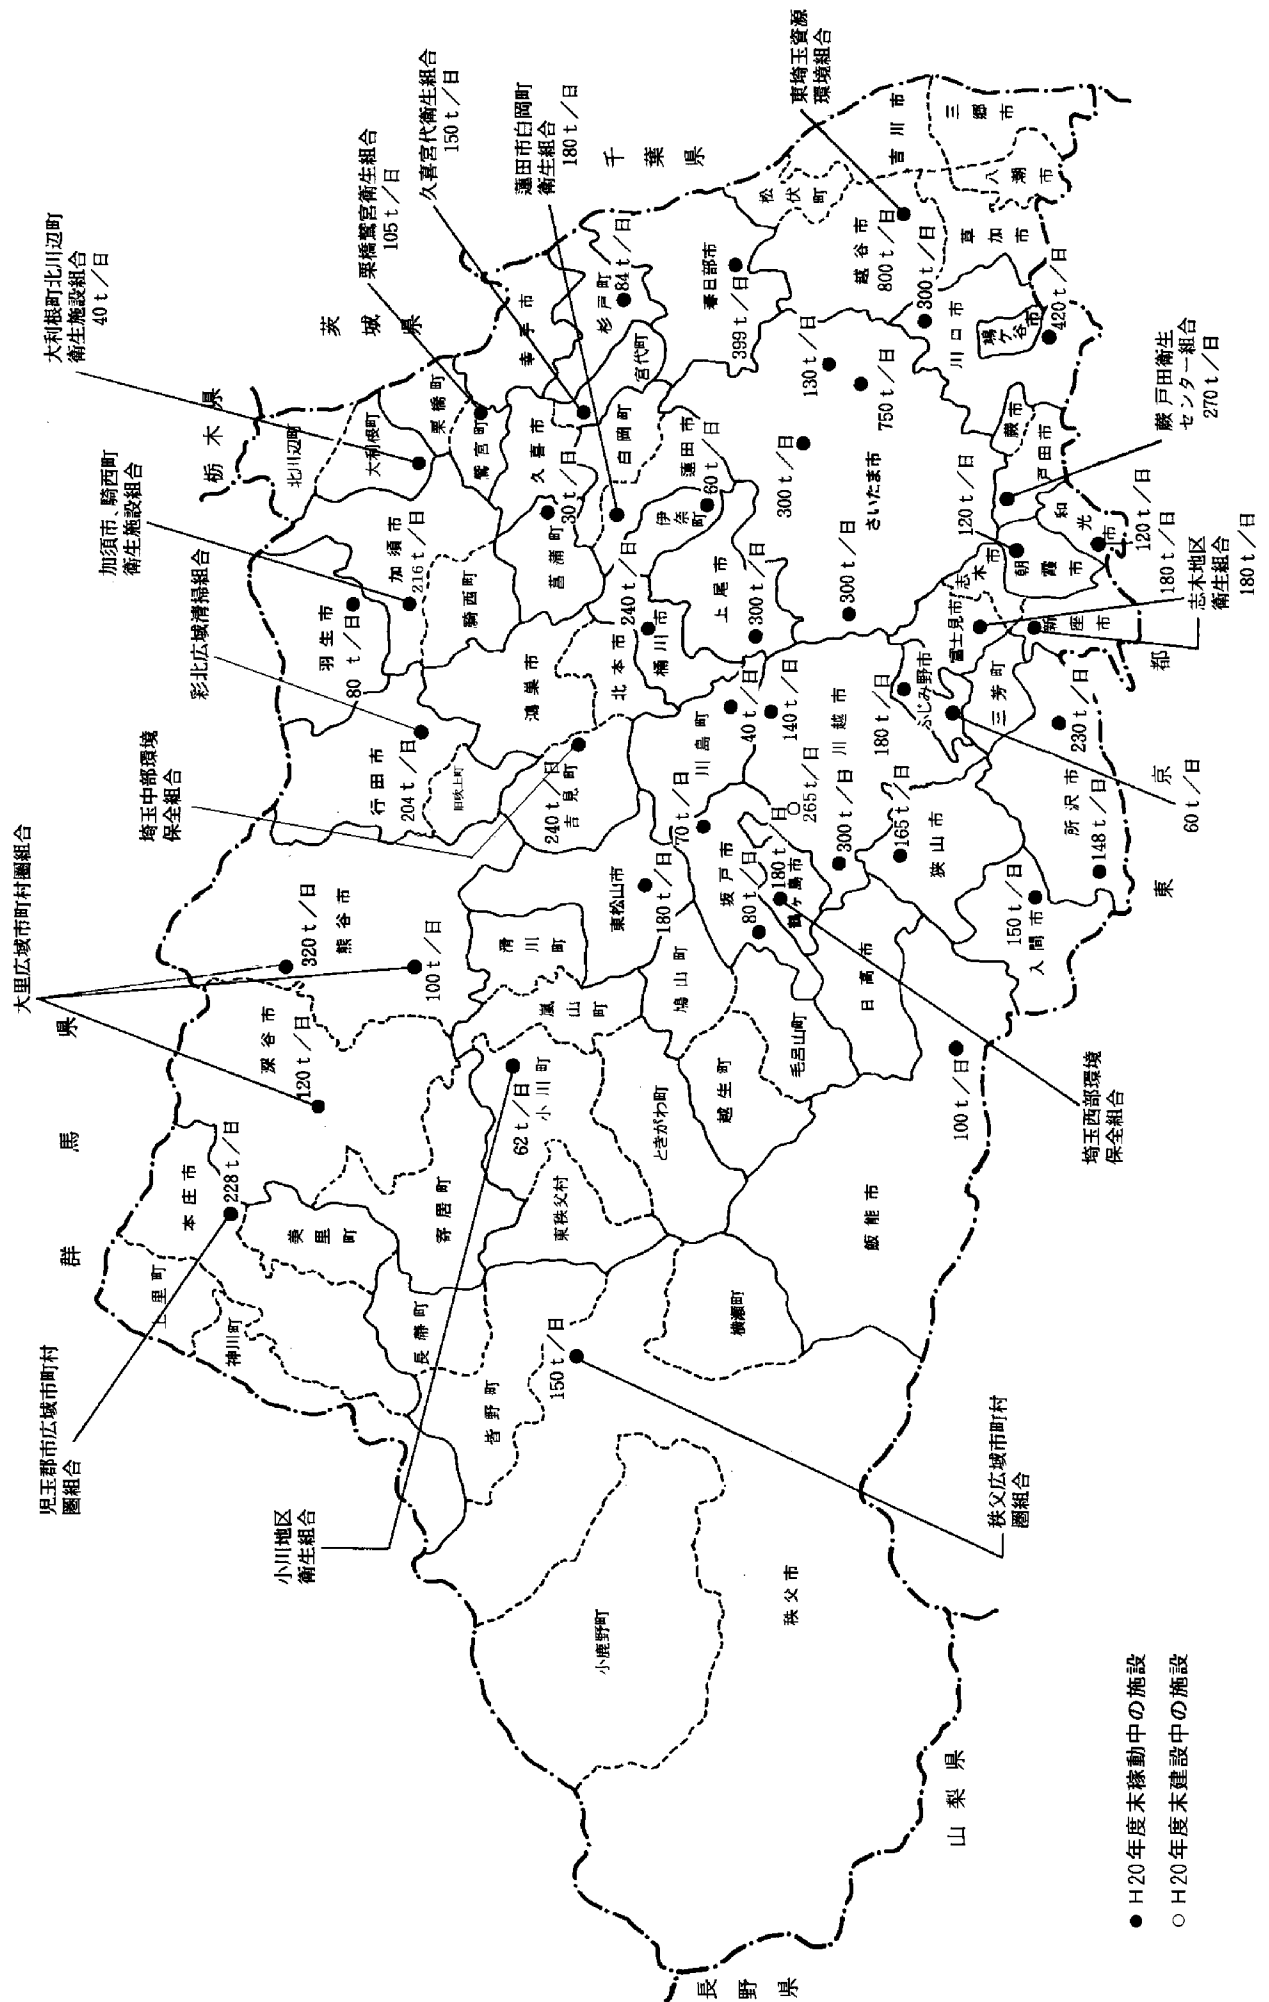 大里広域市町村圏組合
埼玉中部環境
保全組合
彩北広域清掃組合
加須市、騎西町
衛生施設組合
大利根町北川辺町
衛生施設組合
40t/日
栗橋鷲宮衛生組合
105t/日
久喜宮代衛生組合
150t/日
蓮田市白岡町
衛生組合
180t/日
東埼玉資源
環境組合
児玉郡市広域市町村
圏組合
小川地区
衛生組合
群馬県
栃木県
茨城県
千葉県
東京都
山梨県
長野県
上里町
神川町
本庄市
228t/日
美里町
深谷市
120t/日
320t/日
熊谷市
100t/日
寄居町
長瀞町
皆野町
150t/日
東秩父村
62t/日
小川町
嵐山町
滑川町
ときがわ町
小鹿野町
秩父市
横瀬町
飯能市
100t/日
越生町
毛呂山町
鳩山町
日高市
東松山市
180t/日
行田市
204t/日
旧吹上町
240t/日
吉見町
羽生市
80t/日
加須市
216t/日
騎西町
鴻巣市
北本市
北川辺町
大利根町
栗橋町
鷲宮町
久喜市
菖蒲町
30t/日
幸手市
杉戸町
84t/日
宮代町
白岡町
蓮田市
60t/日
伊奈町
桶川市
240t/日
上尾市
300t/日
川島町
40t/日
70t/日
坂戸市
80t/日
180t/日
鶴ヶ島市
140t/日
265t/日
川越市
300t/日
165t/日
狭山市
150t/日
入間市
所沢市
148t/日
230t/日
180t/日
ふじみ野市
三芳町
富士見市
志木市
新座市
朝霞市
和光市
120t/日
120t/日
戸田市
蕨市
さいたま市
300t/日
300t/日
130t/日
750t/日
春日部市
399t/日
松伏町
越谷市
800t/日
300t/日
川口市
鳩ケ谷市
420t/日
草加市
吉川市
三郷市
八潮市
蕨戸田衛生
センター組合
270t/日
180t/日
志木地区
衛生組合
180t/日
60t/日
埼玉西部環境
保全組合
秩父広域市町村
圏組合
● H20年度末稼動中の施設
○ H20年度末建設中の施設